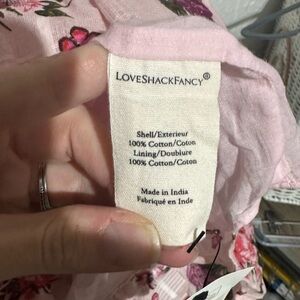 LOVESHACKFANCY®
Shell/Exterieur
100% Cotton/Coton
Lining/Doublure
100% Cotton/Coton
Made in India
Fabriqué en Inde